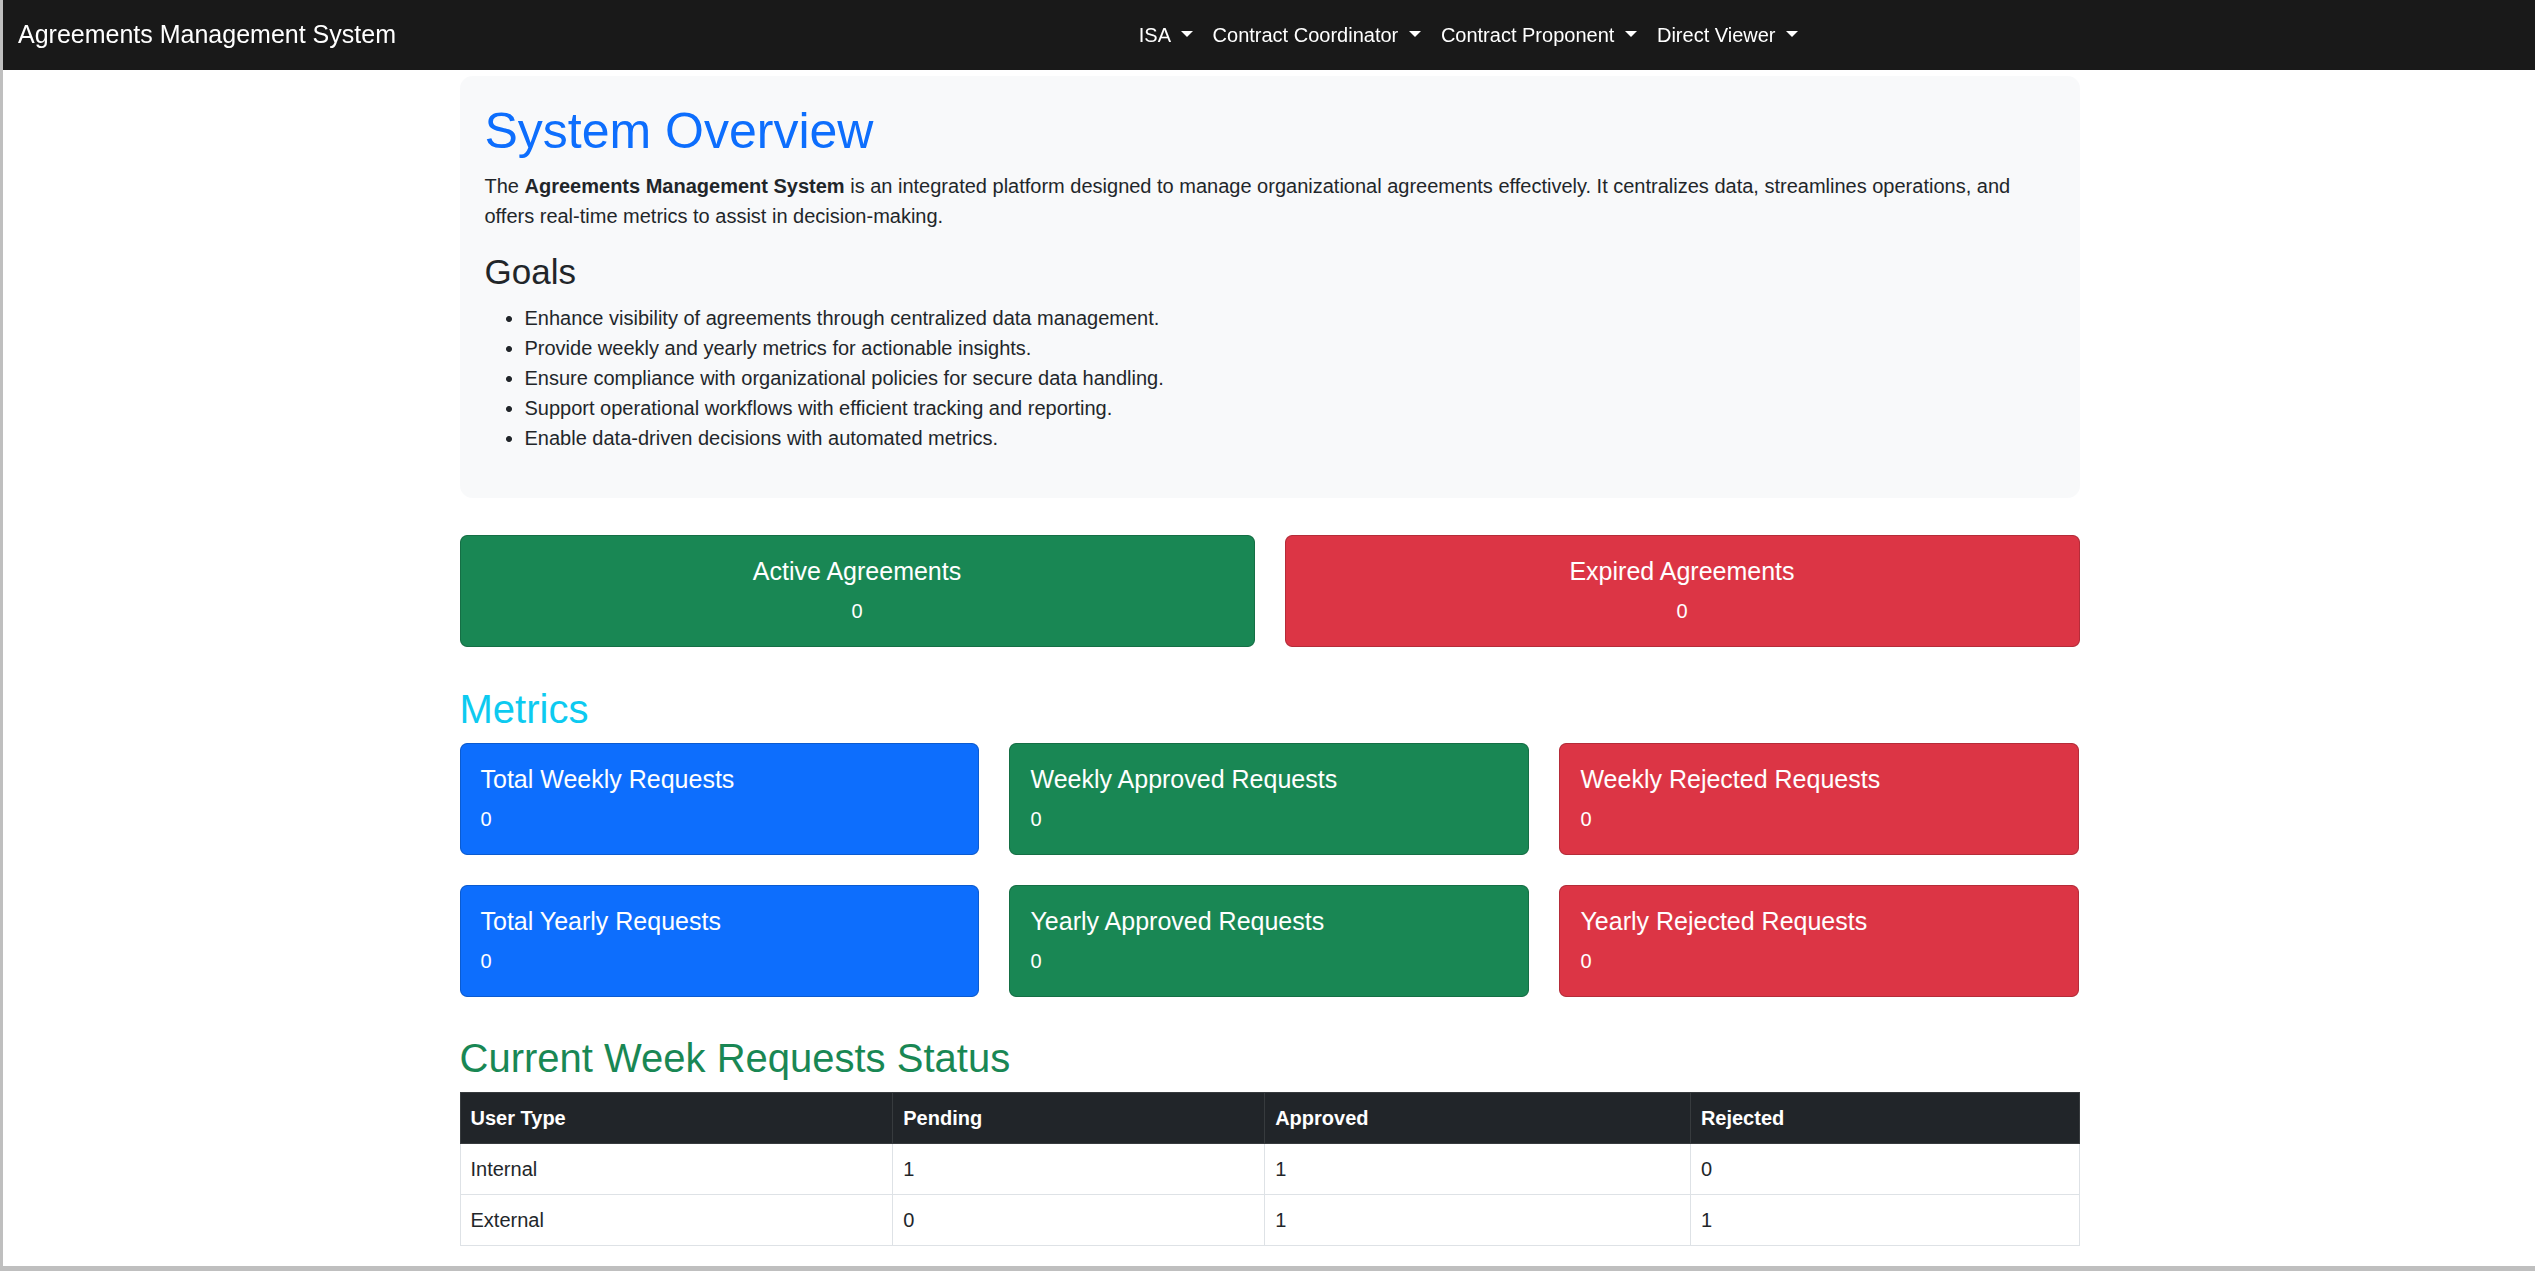 Agreements Management System
ISA Contract Coordinator Contract Proponent Direct Viewer
System Overview
The Agreements Management System is an integrated platform designed to manage organizational agreements effectively. It centralizes data, streamlines operations, and
offers real-time metrics to assist in decision-making.
Goals
• Enhance visibility of agreements through centralized data management.
• Provide weekly and yearly metrics for actionable insights.
• Ensure compliance with organizational policies for secure data handling.
• Support operational workflows with efficient tracking and reporting.
• Enable data-driven decisions with automated metrics.
Active Agreements
0
Expired Agreements
0
Metrics
Total Weekly Requests
0
Weekly Approved Requests
0
Weekly Rejected Requests
0
Total Yearly Requests
0
Yearly Approved Requests
0
Yearly Rejected Requests
0
Current Week Requests Status
User Type Pending Approved Rejected
Internal 1 1 0
External 0 1 1